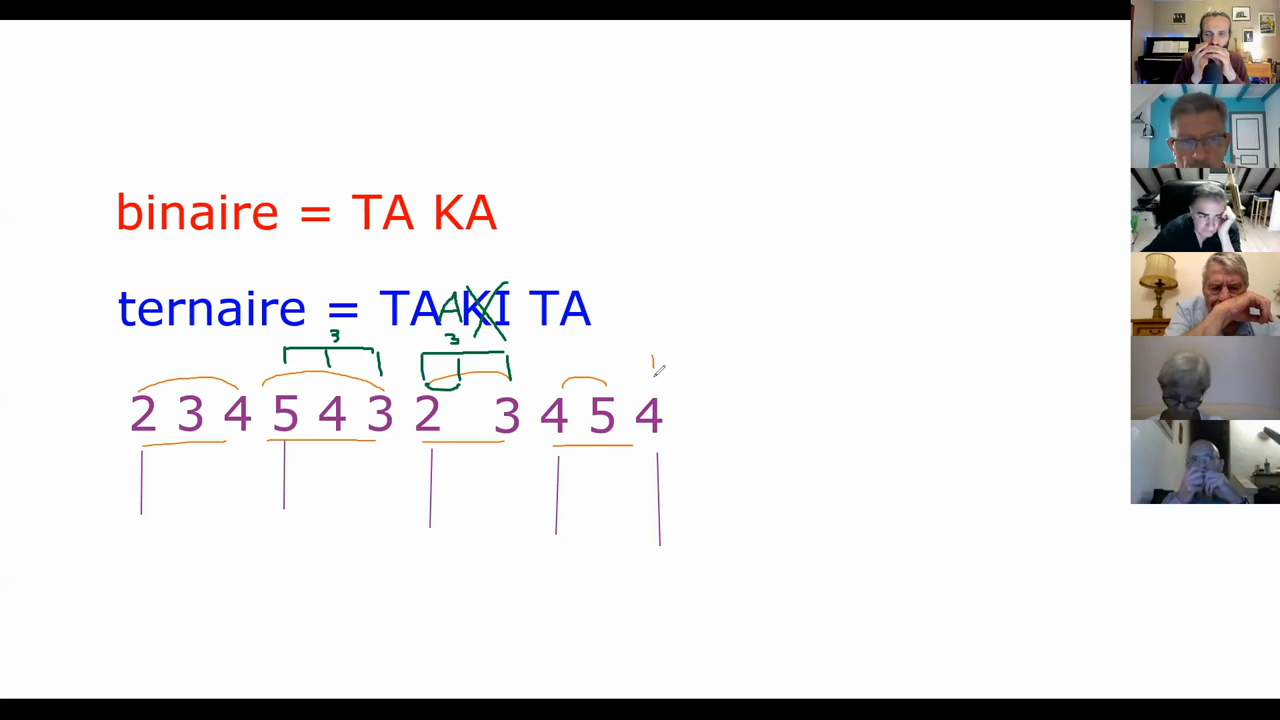 binaire = TA KA
ternaire = TA A KI TA
3 3
2 3 4 5 4 3 2 3 4 5 4